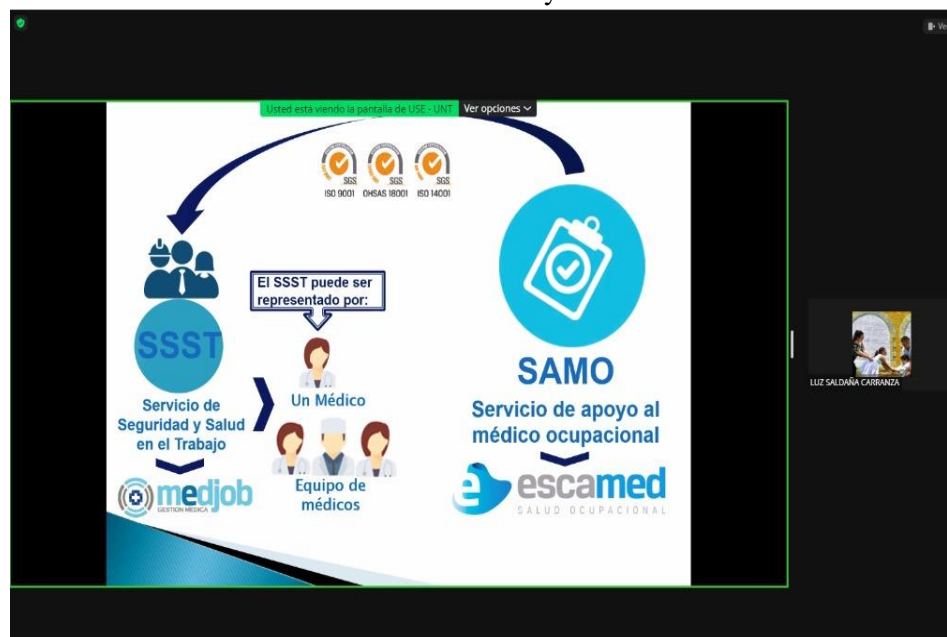 Usted está viendo la pantalla de USE - UNT
Ver opciones
SGS
SGS
SGS
ISO 9001
OHSAS 18001
ISO 14001
El SSST puede ser
representado por:
SSST
Servicio de
Seguridad y Salud
en el Trabajo
medjob
GESTION MEDICA
Un Médico
Equipo de
médicos
SAMO
Servicio de apoyo al
médico ocupacional
escamed
SALUD OCUPACIONAL
LUZ SALDAÑA CARRANZA